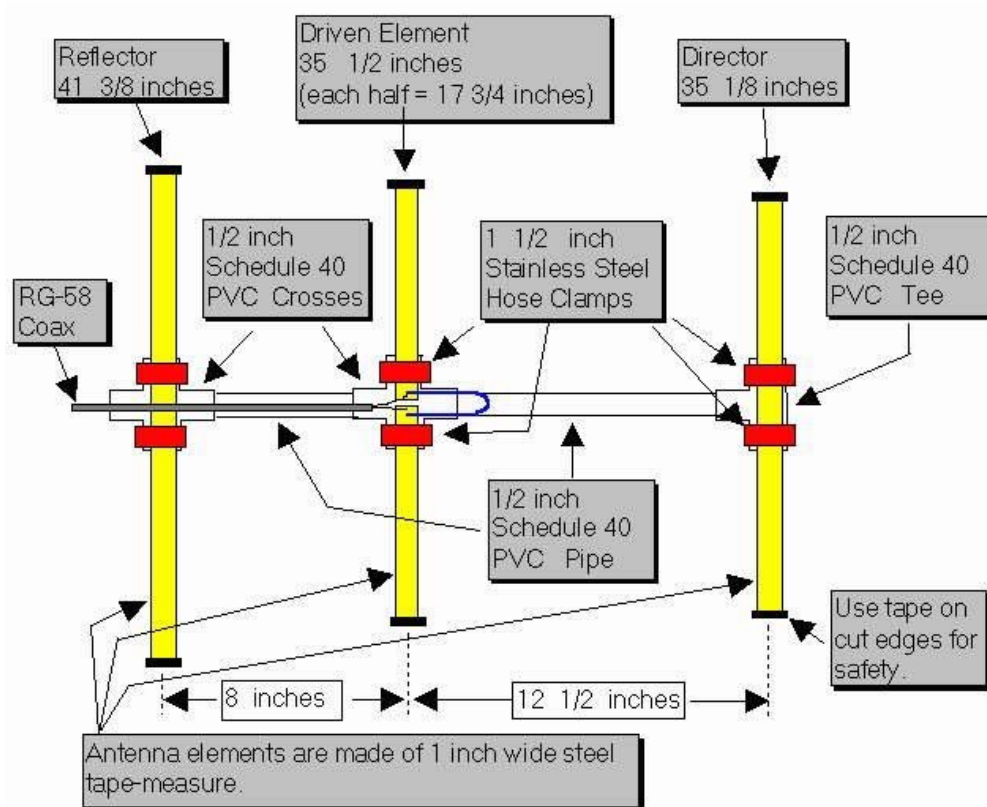 Reflector
41 3/8 inches
Driven Element
35 1/2 inches
(each half = 17 3/4 inches)
Director
35 1/8 inches
1/2 inch
Schedule 40
PVC Crosses
1 1/2 inch
Stainless Steel
Hose Clamps
1/2 inch
Schedule 40
PVC Tee
RG-58
Coax
1/2 inch
Schedule 40
PVC Pipe
Use tape on
cut edges for
safety.
8 inches
12 1/2 inches
Antenna elements are made of 1 inch wide steel
tape-measure.